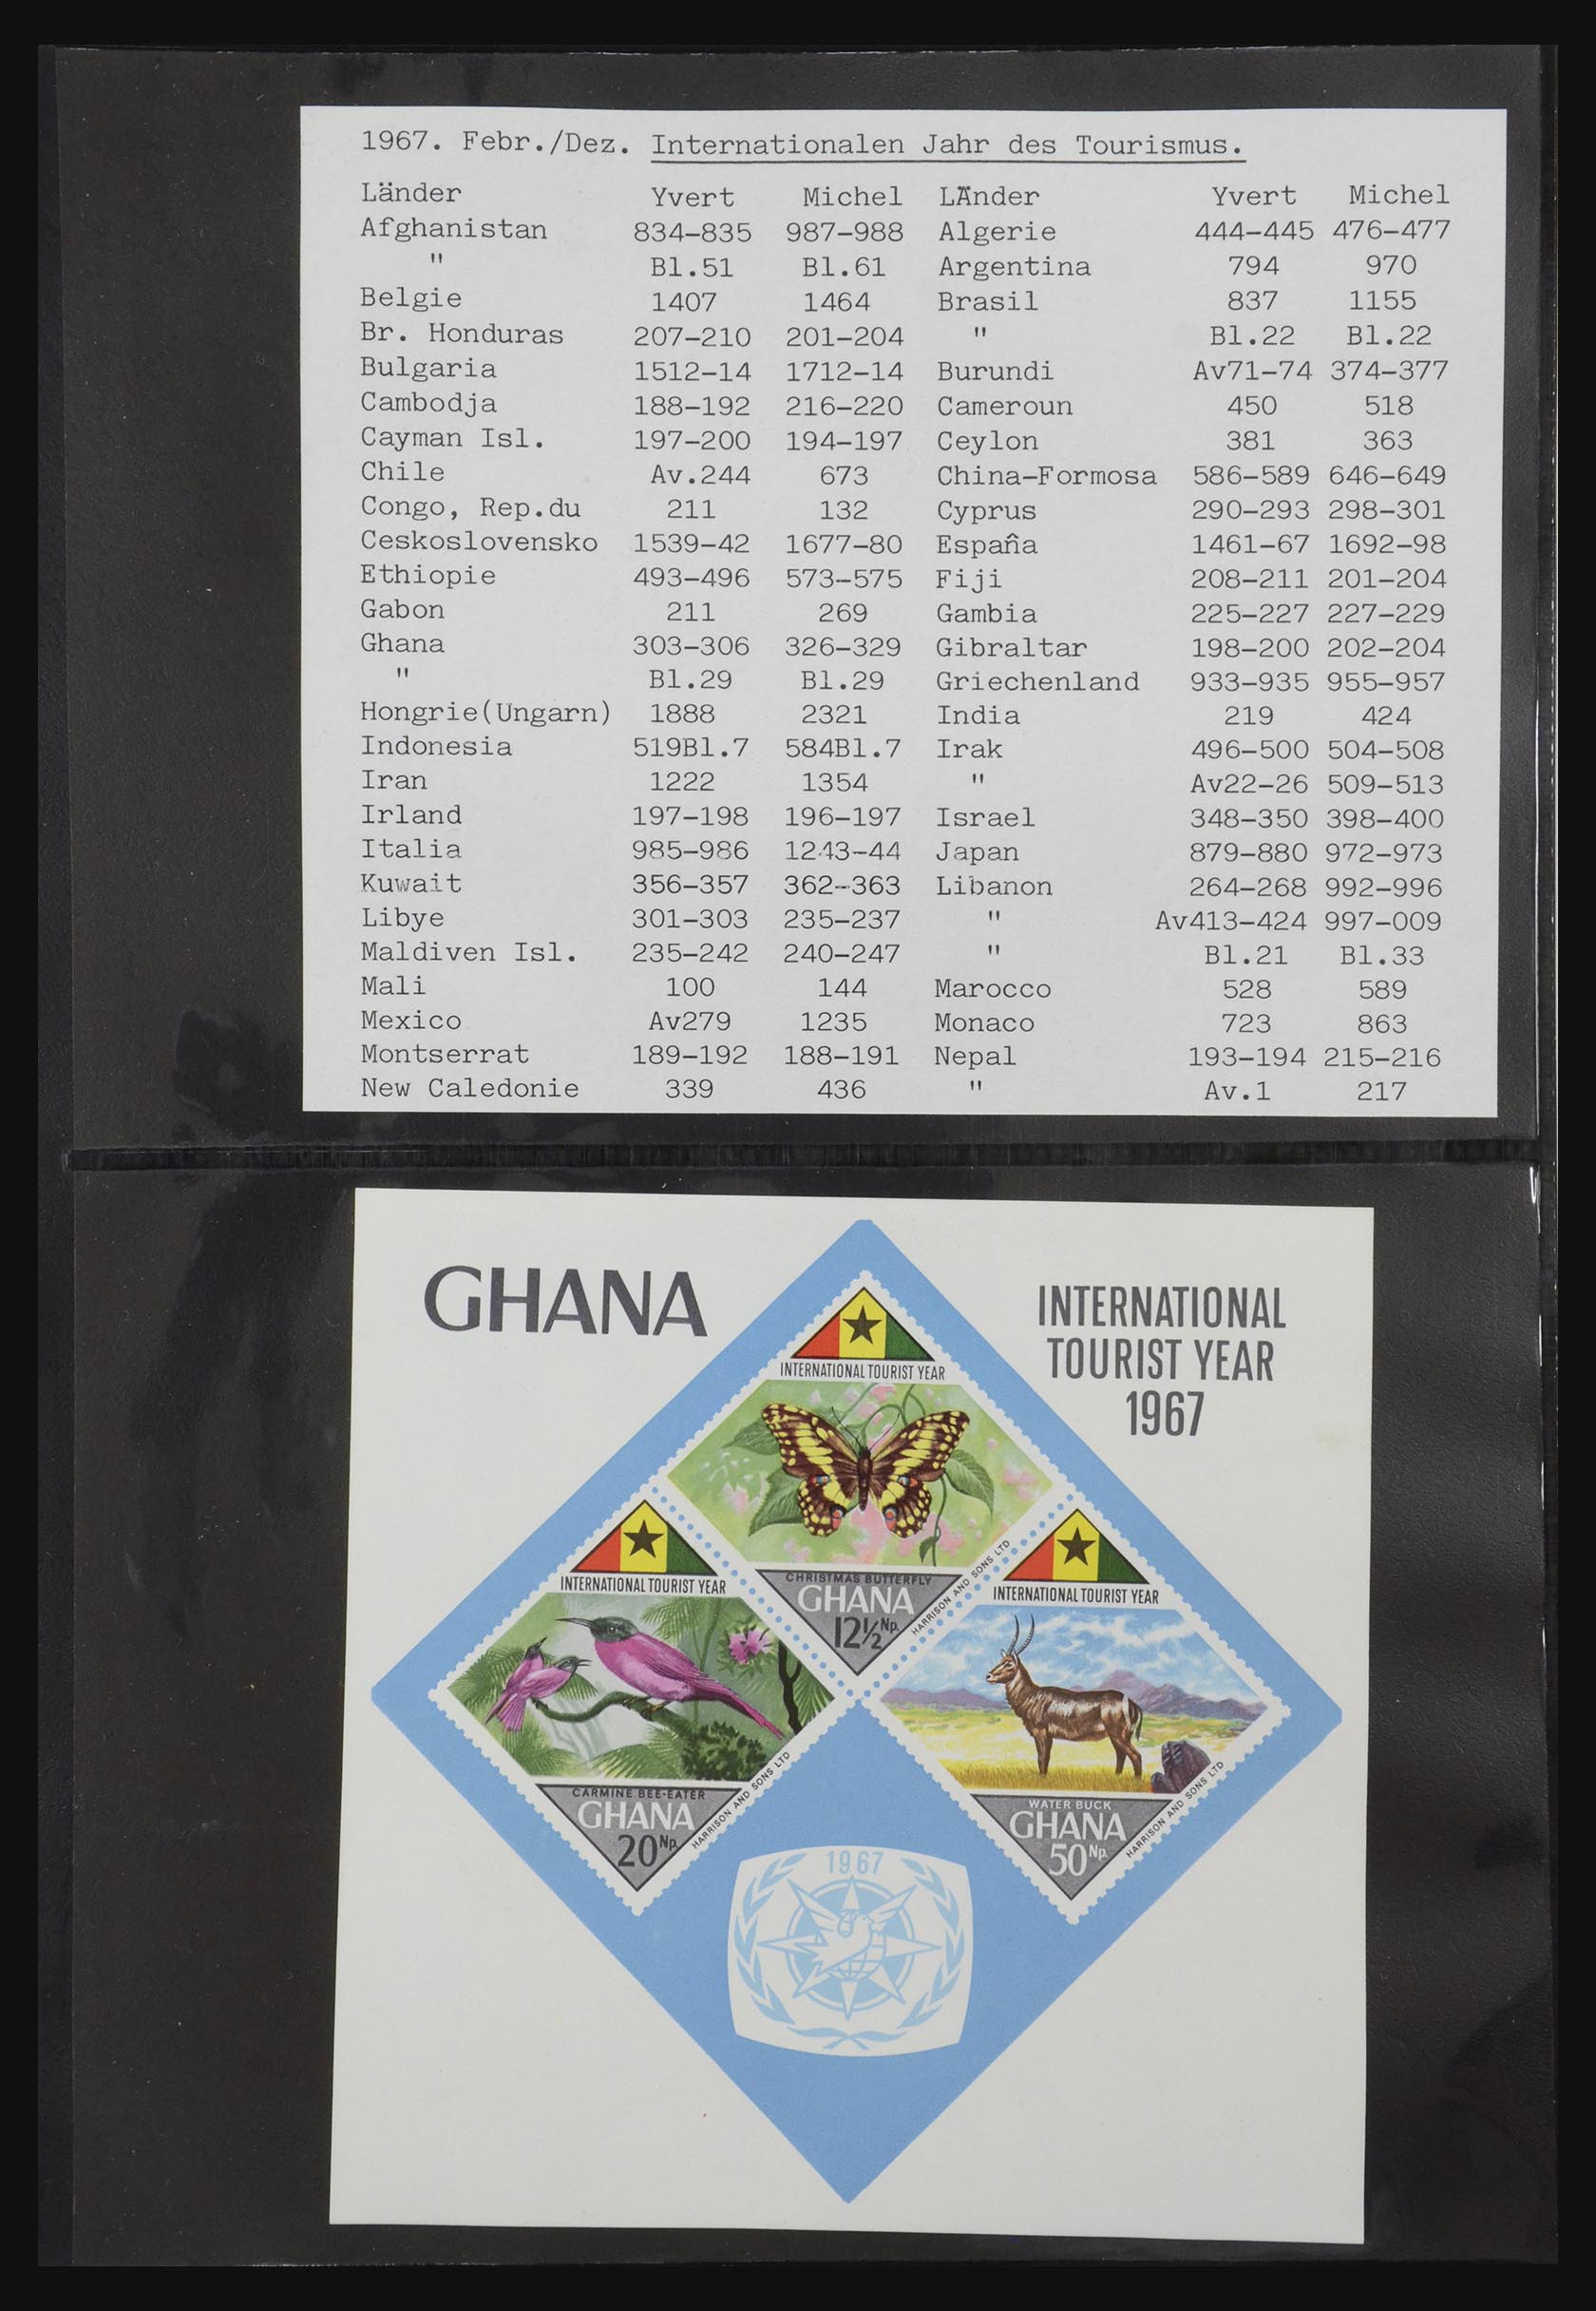 1967. Febr./Dez. Internationalen Jahr des Tourismus.
Länder Yvert Michel LÄnder Yvert Michel
Afghanistan 834-835 987-988 Algerie 444-445 476-477
" Bl.51 Bl.61 Argentina 794 970
Belgie 1407 1464 Brasil 837 1155
Br. Honduras 207-210 201-204 " Bl.22 Bl.22
Bulgaria 1512-14 1712-14 Burundi Av71-74 374-377
Cambodja 188-192 216-220 Cameroun 450 518
Cayman Isl. 197-200 194-197 Ceylon 381 363
Chile Av.244 673 China-Formosa 586-589 646-649
Congo, Rep.du 211 132 Cyprus 290-293 298-301
Ceskoslovensko 1539-42 1677-80 España 1461-67 1692-98
Ethiopie 493-496 573-575 Fiji 208-211 201-204
Gabon 211 269 Gambia 225-227 227-229
Ghana 303-306 326-329 Gibraltar 198-200 202-204
" Bl.29 Bl.29 Griechenland 933-935 955-957
Hongrie(Ungarn) 1888 2321 India 219 424
Indonesia 519Bl.7 584Bl.7 Irak 496-500 504-508
Iran 1222 1354 " Av22-26 509-513
Irland 197-198 196-197 Israel 348-350 398-400
Italia 985-986 1243-44 Japan 879-880 972-973
Kuwait 356-357 362-363 Libanon 264-268 992-996
Libye 301-303 235-237 " Av413-424 997-009
Maldiven Isl. 235-242 240-247 " Bl.21 Bl.33
Mali 100 144 Marocco 528 589
Mexico Av279 1235 Monaco 723 863
Montserrat 189-192 188-191 Nepal 193-194 215-216
New Caledonie 339 436 " Av.1 217
GHANA
INTERNATIONAL
TOURIST YEAR
1967
INTERNATIONAL TOURIST YEAR
CHRISTMAS BUTTERFLY
GHANA
12½ Np.
HARRISON AND SONS LTD
INTERNATIONAL TOURIST YEAR
CARMINE BEE-EATER
GHANA
20 Np.
HARRISON AND SONS LTD
INTERNATIONAL TOURIST YEAR
WATER BUCK
GHANA
50 Np.
HARRISON AND SONS LTD
1967